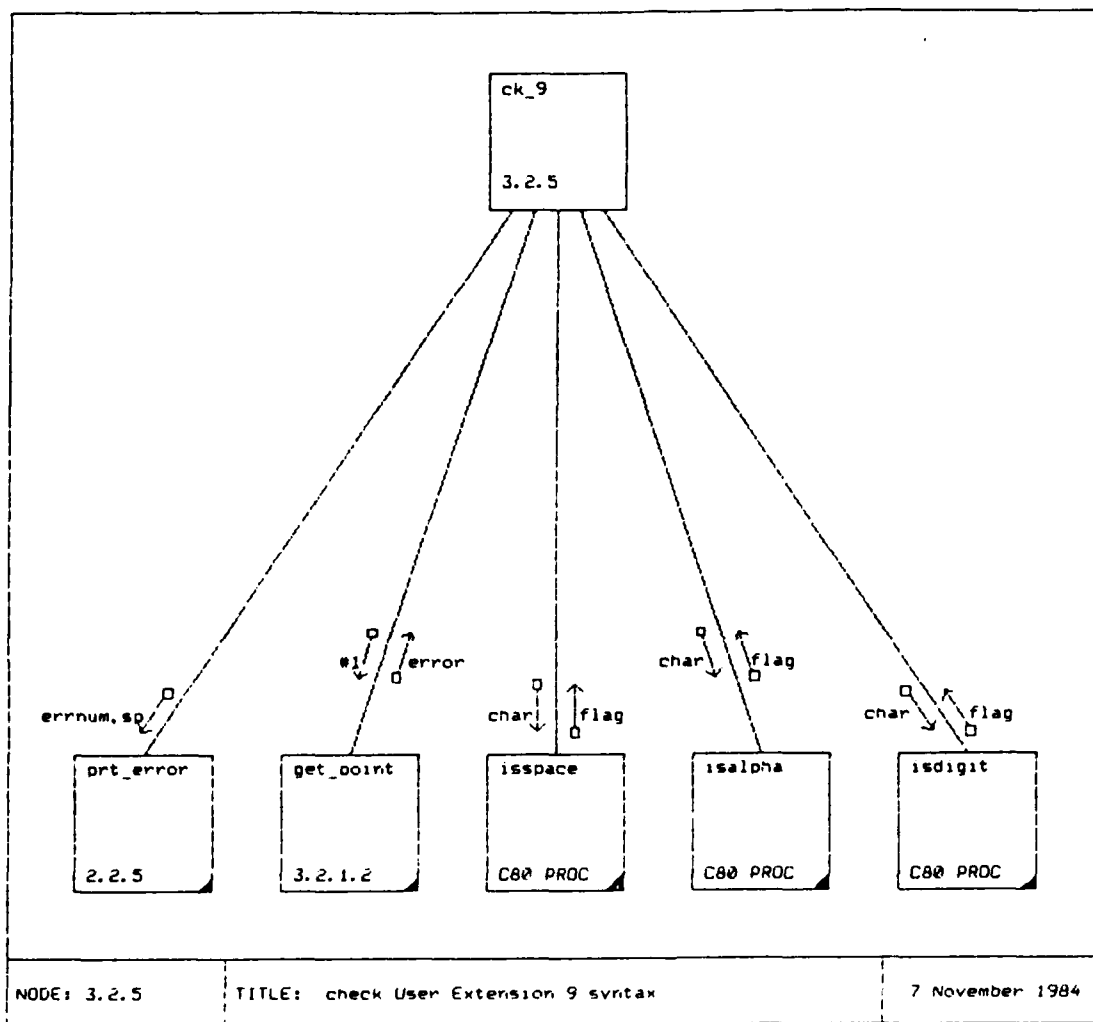 ck_9
3.2.5
#1
error
char
flag
errnum,sp
char
flag
char
flag
prt_error
get_point
isspace
isalpha
isdigit
2.2.5
3.2.1.2
C80 PROC
C80 PROC
C80 PROC
NODE: 3.2.5
TITLE: check User Extension 9 syntax
7 November 1984